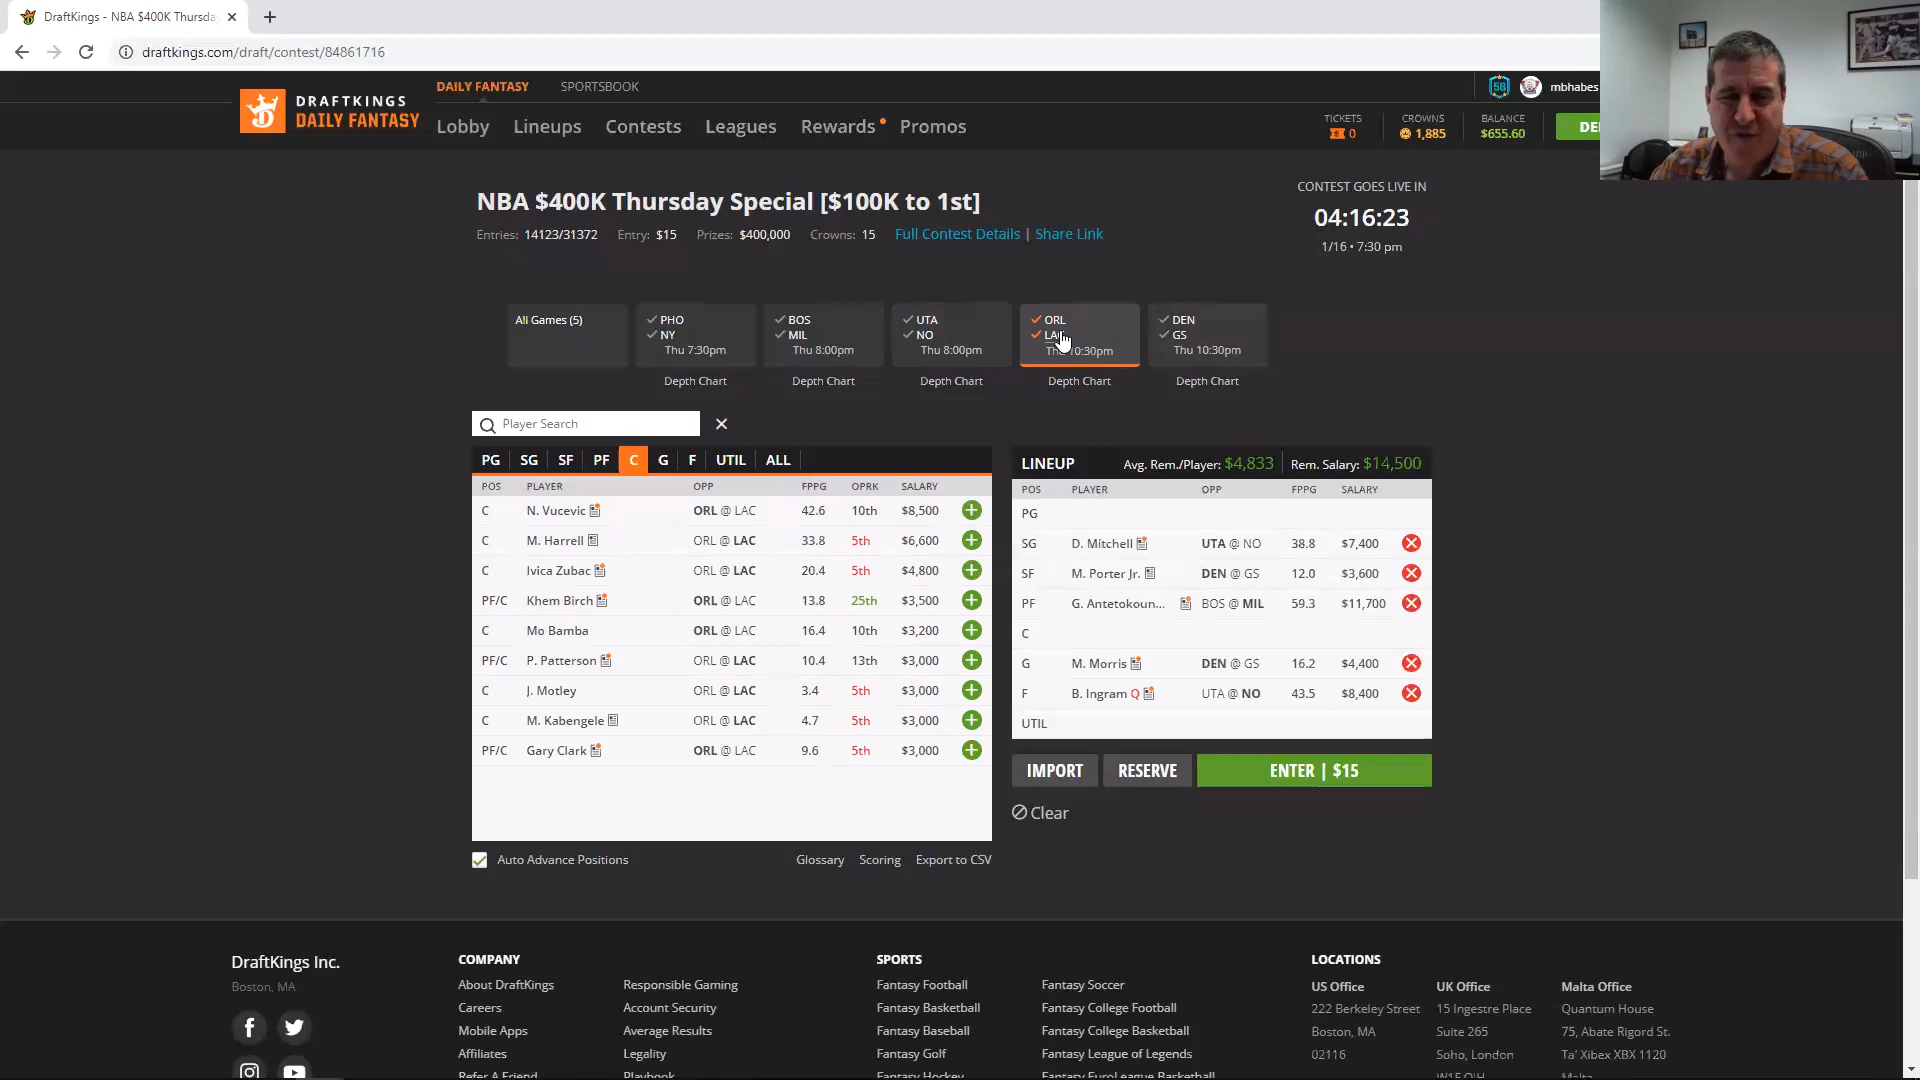 DraftKings - NBA $400K Thursda
draftkings.com/draft/contest/84861716
DRAFTKINGS
DAILY FANTASY
DAILY FANTASY SPORTSBOOK
56 mbhabes
Lobby Lineups Contests Leagues Rewards Promos
TICKETS
0
CROWNS
1,885
BALANCE
$655.60
NBA $400K Thursday Special [$100K to 1st]
Entries: 14123/31372 Entry: $15 Prizes: $400,000 Crowns: 15 Full Contest Details | Share Link
CONTEST GOES LIVE IN
04:16:23
1/16 • 7:30 pm
All Games (5)
PHO
NY
Thu 7:30pm
Depth Chart
BOS
MIL
Thu 8:00pm
Depth Chart
UTA
NO
Thu 8:00pm
Depth Chart
ORL
10:30pm
Depth Chart
DEN
GS
Thu 10:30pm
Depth Chart
Player Search
PG SG SF PF C G F UTIL ALL
POS PLAYER OPP FPPG OPRK SALARY
C N. Vucevic ORL @ LAC 42.6 10th $8,500
C M. Harrell ORL @ LAC 33.8 5th $6,600
C Ivica Zubac ORL @ LAC 20.4 5th $4,800
PF/C Khem Birch ORL @ LAC 13.8 25th $3,500
C Mo Bamba ORL @ LAC 16.4 10th $3,200
PF/C P. Patterson ORL @ LAC 10.4 13th $3,000
C J. Motley ORL @ LAC 3.4 5th $3,000
C M. Kabengele ORL @ LAC 4.7 5th $3,000
PF/C Gary Clark ORL @ LAC 9.6 5th $3,000
Auto Advance Positions Glossary Scoring Export to CSV
LINEUP Avg. Rem./Player: $4,833 Rem. Salary: $14,500
POS PLAYER OPP FPPG SALARY
PG
SG D. Mitchell UTA @ NO 38.8 $7,400
SF M. Porter Jr. DEN @ GS 12.0 $3,600
PF G. Antetokoun... BOS @ MIL 59.3 $11,700
C
G M. Morris DEN @ GS 16.2 $4,400
F B. Ingram Q UTA @ NO 43.5 $8,400
UTIL
IMPORT RESERVE ENTER | $15
Clear
DraftKings Inc.
Boston, MA
COMPANY
About DraftKings
Careers
Mobile Apps
Affiliates
Refer A Friend
Responsible Gaming
Account Security
Average Results
Legality
Playbook
SPORTS
Fantasy Football
Fantasy Basketball
Fantasy Baseball
Fantasy Golf
Fantasy Hockey
Fantasy Soccer
Fantasy College Football
Fantasy College Basketball
Fantasy League of Legends
Fantasy EuroLeague Basketball
LOCATIONS
US Office
222 Berkeley Street
Boston, MA
02116
UK Office
15 Ingestre Place
Suite 265
Soho, London
W1F 0JH
Malta Office
Quantum House
75, Abate Rigord St.
Ta' Xibex XBX 1120
Malta